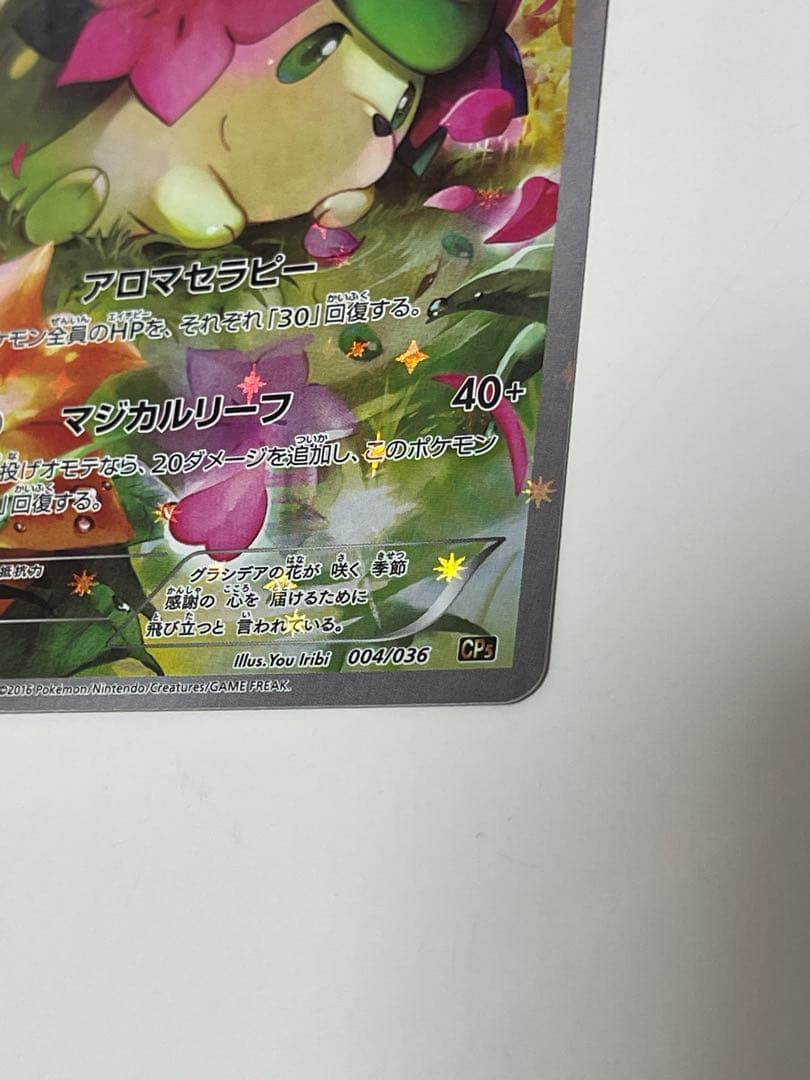 アロマセラピー
ケモン全員のHPを、それぞれ「30」回復する。
マジカルリーフ 40+
投げオモテなら、20ダメージを追加し、このポケモン
」回復する。
抵抗力
グラシデアの花が 咲く 季節
感謝の 心を 届けるために
飛び立つと 言われている。
Illus. You Iribi 004/036 CP5
©2016 Pokémon/Nintendo/Creatures/GAME FREAK.